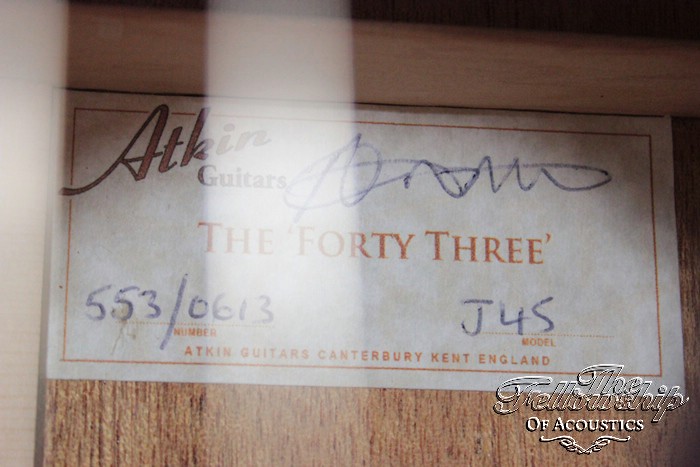 Atkin
Guitars
THE 'FORTY THREE'
553/0613 J45
NUMBER MODEL
ATKIN GUITARS CANTERBURY KENT ENGLAND
The
Fellowship
OF ACOUSTICS